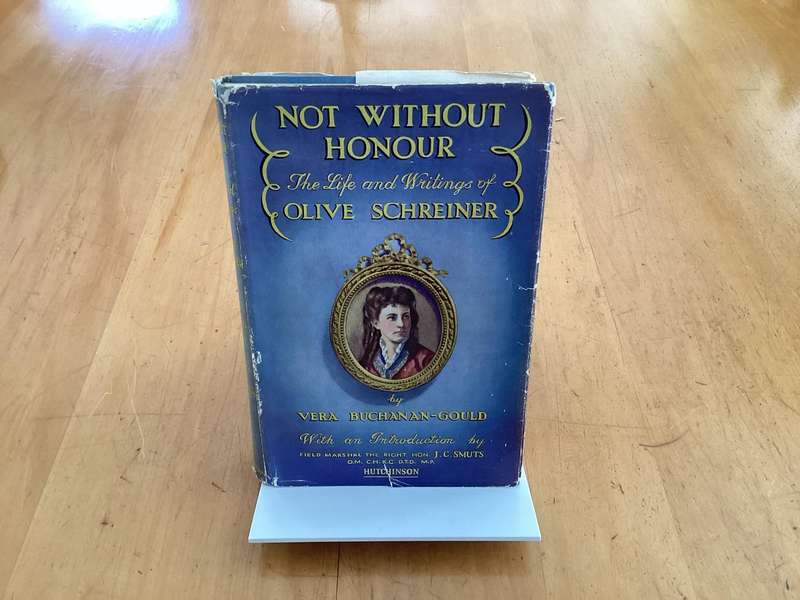 NOT WITHOUT
HONOUR
The Life and Writings of
OLIVE SCHREINER
by
VERA BUCHANAN-GOULD
With an Introduction by
FIELD MARSHAL THE RIGHT HON. J. C. SMUTS
O.M. C.H. K.C. D.T.D. M.P.
HUTCHINSON